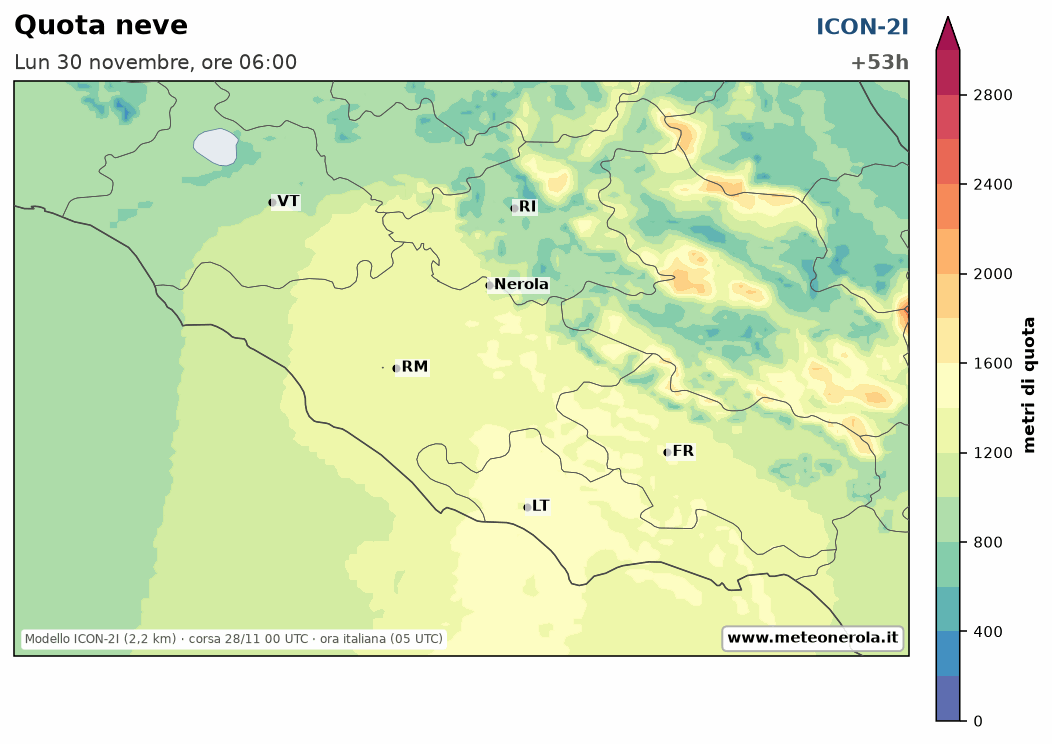 Quota neve
ICON-2I
Lun 30 novembre, ore 06:00
+53h
VT
RI
Nerola
RM
FR
LT
2800
2400
2000
1600
1200
800
400
0
metri di quota
Modello ICON-2I (2,2 km) · corsa 28/11 00 UTC · ora italiana (05 UTC)
www.meteonerola.it